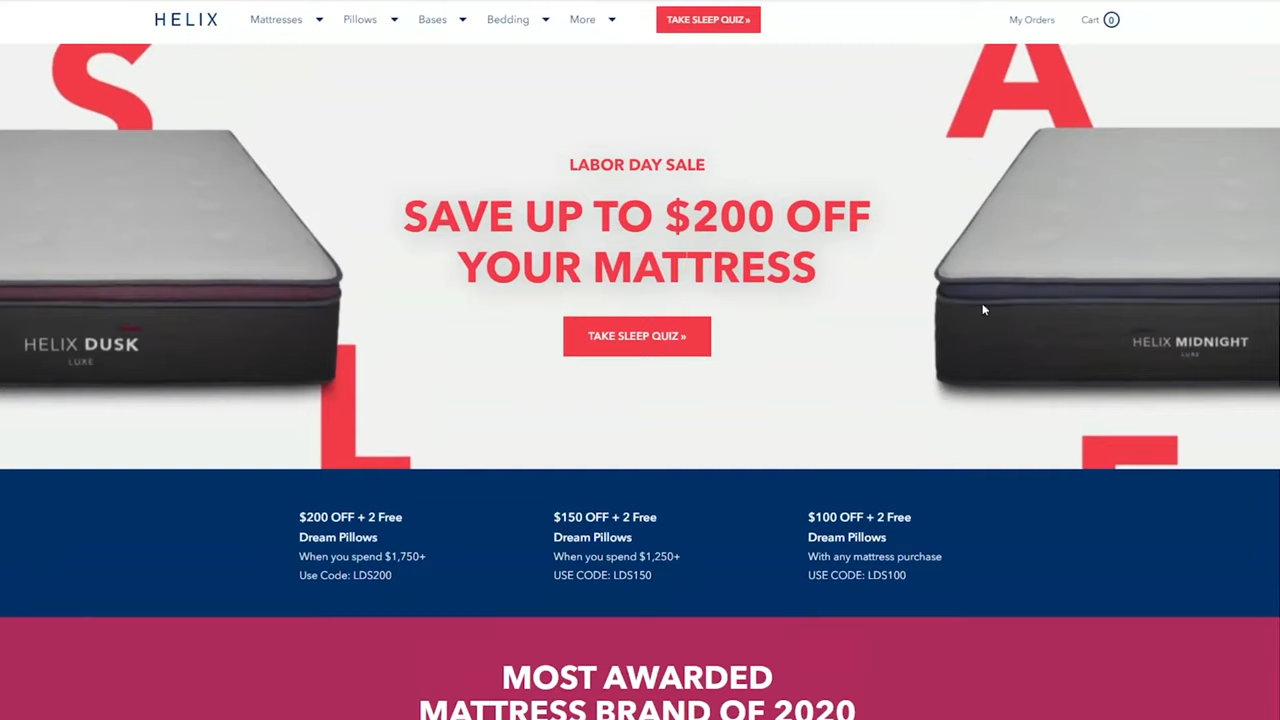 HELIX
Mattresses
Pillows
Bases
Bedding
More
TAKE SLEEP QUIZ »
My Orders
Cart 0
S A
LABOR DAY SALE
SAVE UP TO $200 OFF
YOUR MATTRESS
TAKE SLEEP QUIZ »
HELIX DUSK
LUXE
HELIX MIDNIGHT
LUXE
L E
$200 OFF + 2 Free
Dream Pillows
When you spend $1,750+
Use Code: LDS200
$150 OFF + 2 Free
Dream Pillows
When you spend $1,250+
USE CODE: LDS150
$100 OFF + 2 Free
Dream Pillows
With any mattress purchase
USE CODE: LDS100
MOST AWARDED
MATTRESS BRAND OF 2020